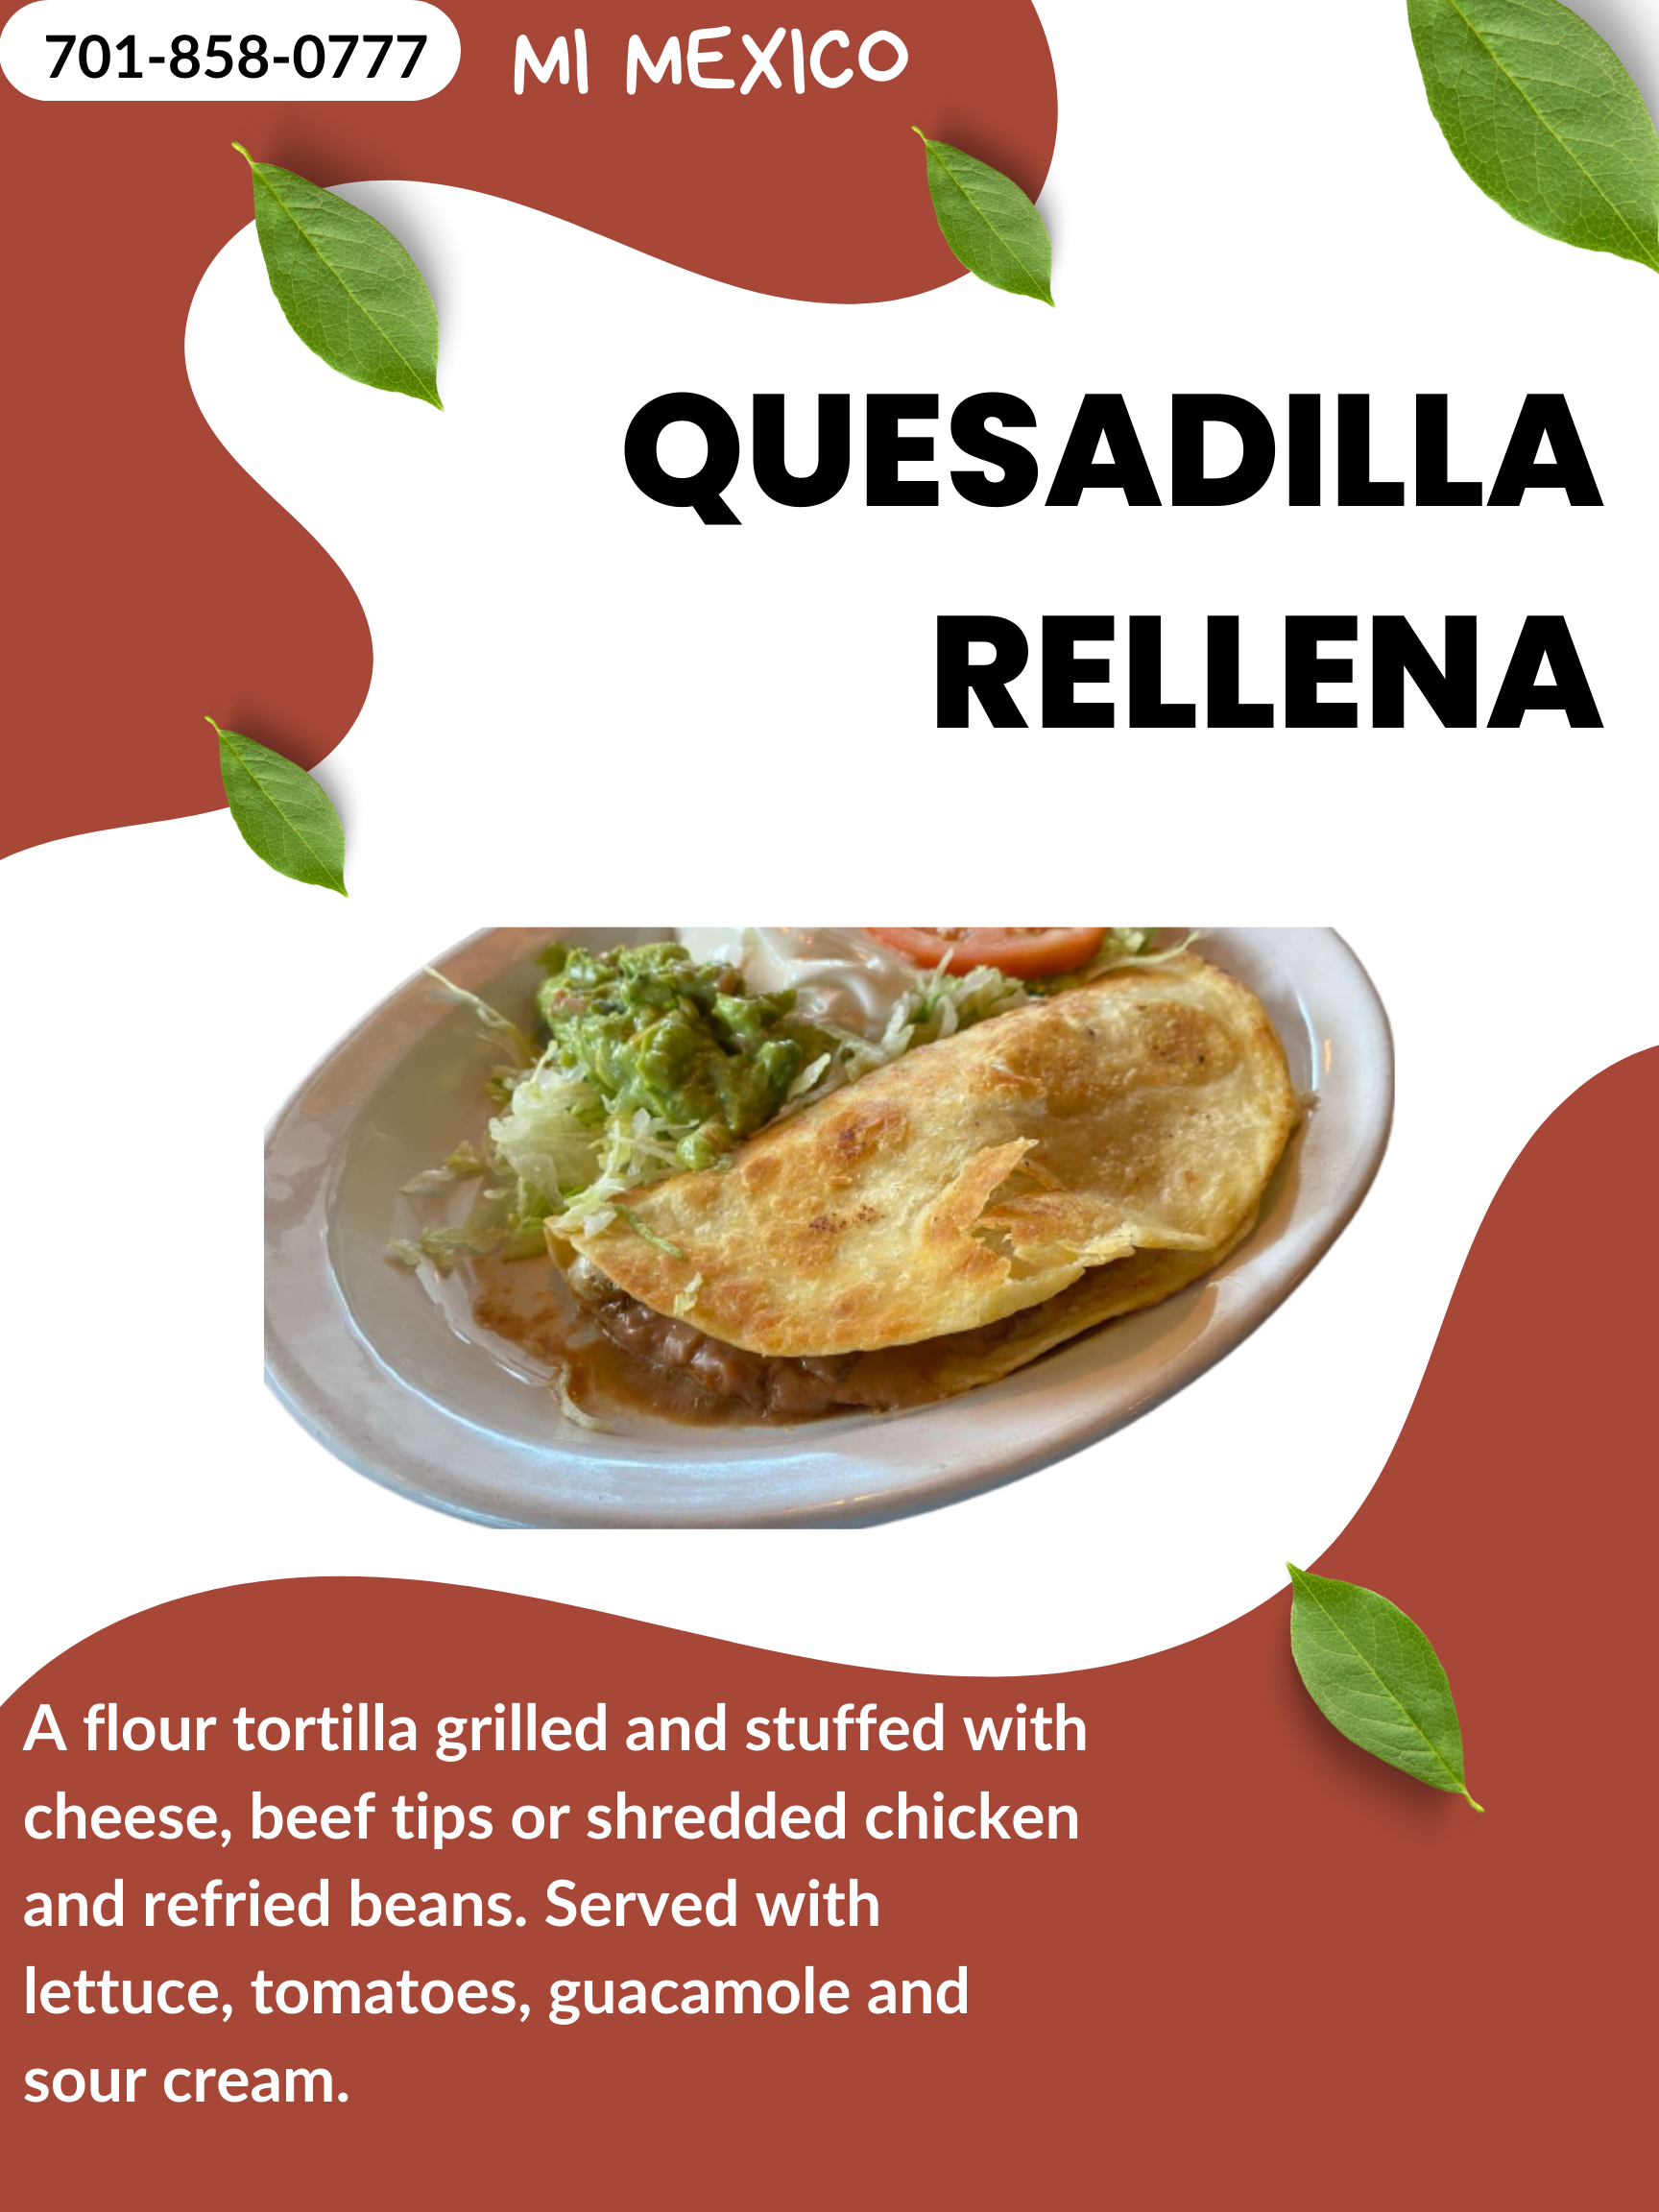 701-858-0777
MI MEXICO
QUESADILLA
RELLENA
A flour tortilla grilled and stuffed with
cheese, beef tips or shredded chicken
and refried beans. Served with
lettuce, tomatoes, guacamole and
sour cream.